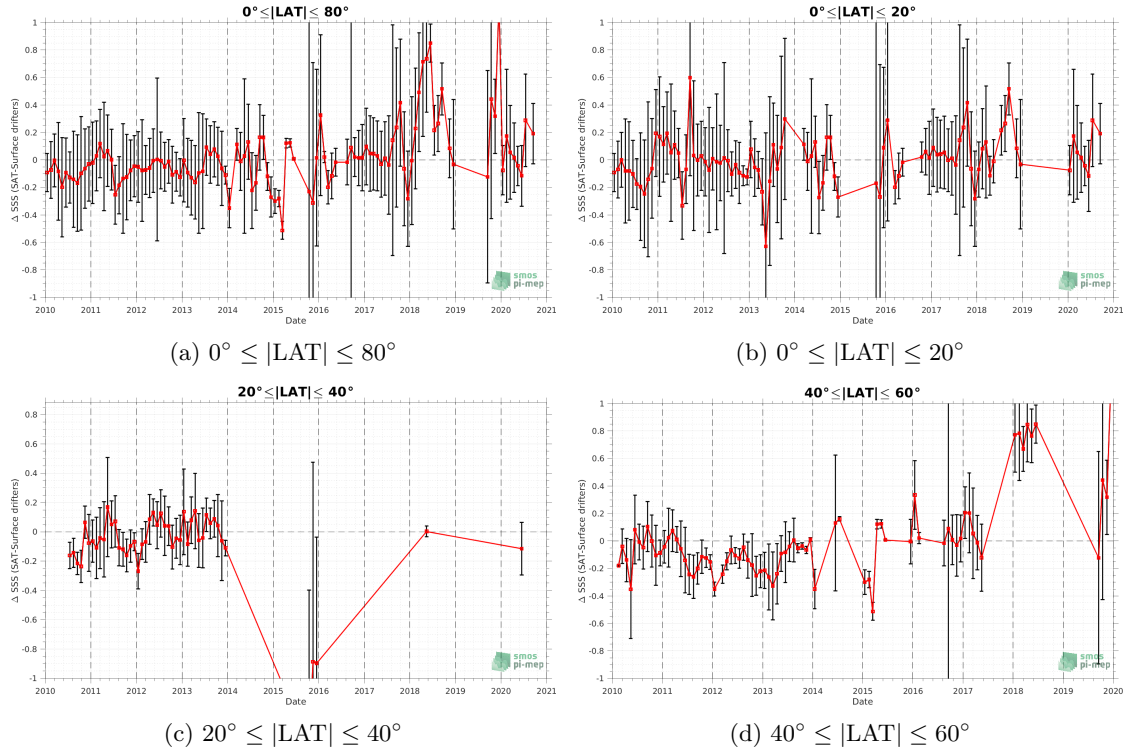 0°≤|LAT|≤ 80°
Δ SSS (SAT-Surface drifters)
1
0.8
0.6
0.4
0.2
0
-0.2
-0.4
-0.6
-0.8
-1
2010 2011 2012 2013 2014 2015 2016 2017 2018 2019 2020 2021
Date
smos
pi-mep
(a) 0° ≤ |LAT| ≤ 80°
0°≤|LAT|≤ 20°
Δ SSS (SAT-Surface drifters)
1
0.8
0.6
0.4
0.2
0
-0.2
-0.4
-0.6
-0.8
-1
2010 2011 2012 2013 2014 2015 2016 2017 2018 2019 2020 2021
Date
smos
pi-mep
(b) 0° ≤ |LAT| ≤ 20°
20°≤|LAT|≤ 40°
Δ SSS (SAT-Surface drifters)
0.8
0.6
0.4
0.2
0
-0.2
-0.4
-0.6
-0.8
-1
2010 2011 2012 2013 2014 2015 2016 2017 2018 2019 2020 2021
Date
smos
pi-mep
(c) 20° ≤ |LAT| ≤ 40°
40°≤|LAT|≤ 60°
Δ SSS (SAT-Surface drifters)
1
0.8
0.6
0.4
0.2
0
-0.2
-0.4
-0.6
-0.8
-1
2010 2011 2012 2013 2014 2015 2016 2017 2018 2019 2020
Date
smos
pi-mep
(d) 40° ≤ |LAT| ≤ 60°